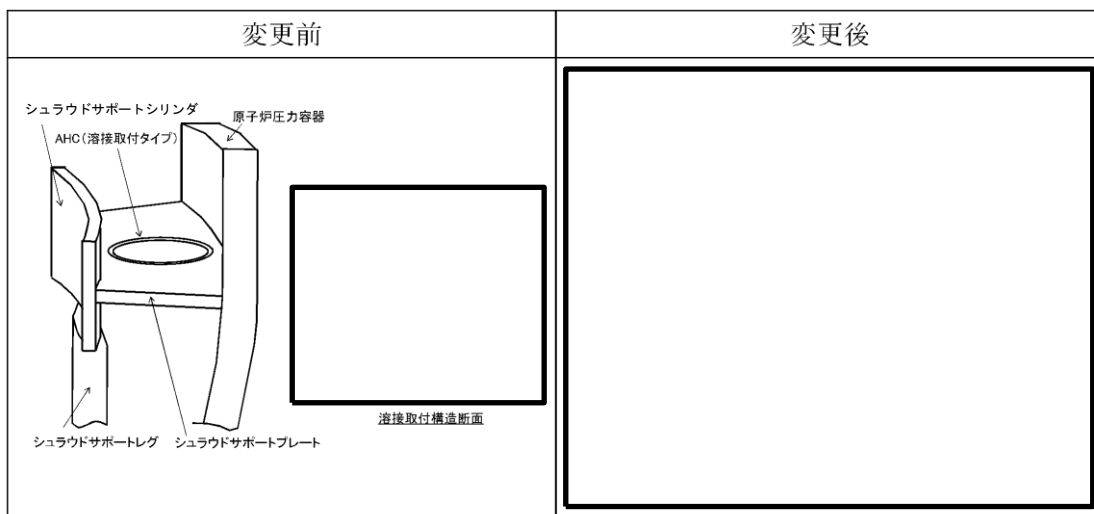 変更前
変更後
シュラウドサポートシリンダ
原子炉圧力容器
AHC(溶接取付タイプ)
溶接取付構造断面
シュラウドサポートレグ
シュラウドサポートプレート